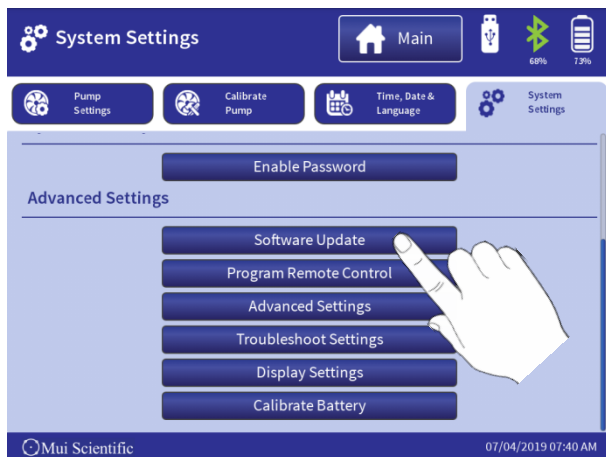 System Settings
Main
68%
73%
Pump
Settings
Calibrate
Pump
Time, Date &
Language
System
Settings
Enable Password
Advanced Settings
Software Update
Program Remote Control
Advanced Settings
Troubleshoot Settings
Display Settings
Calibrate Battery
Mui Scientific
07/04/2019 07:40 AM